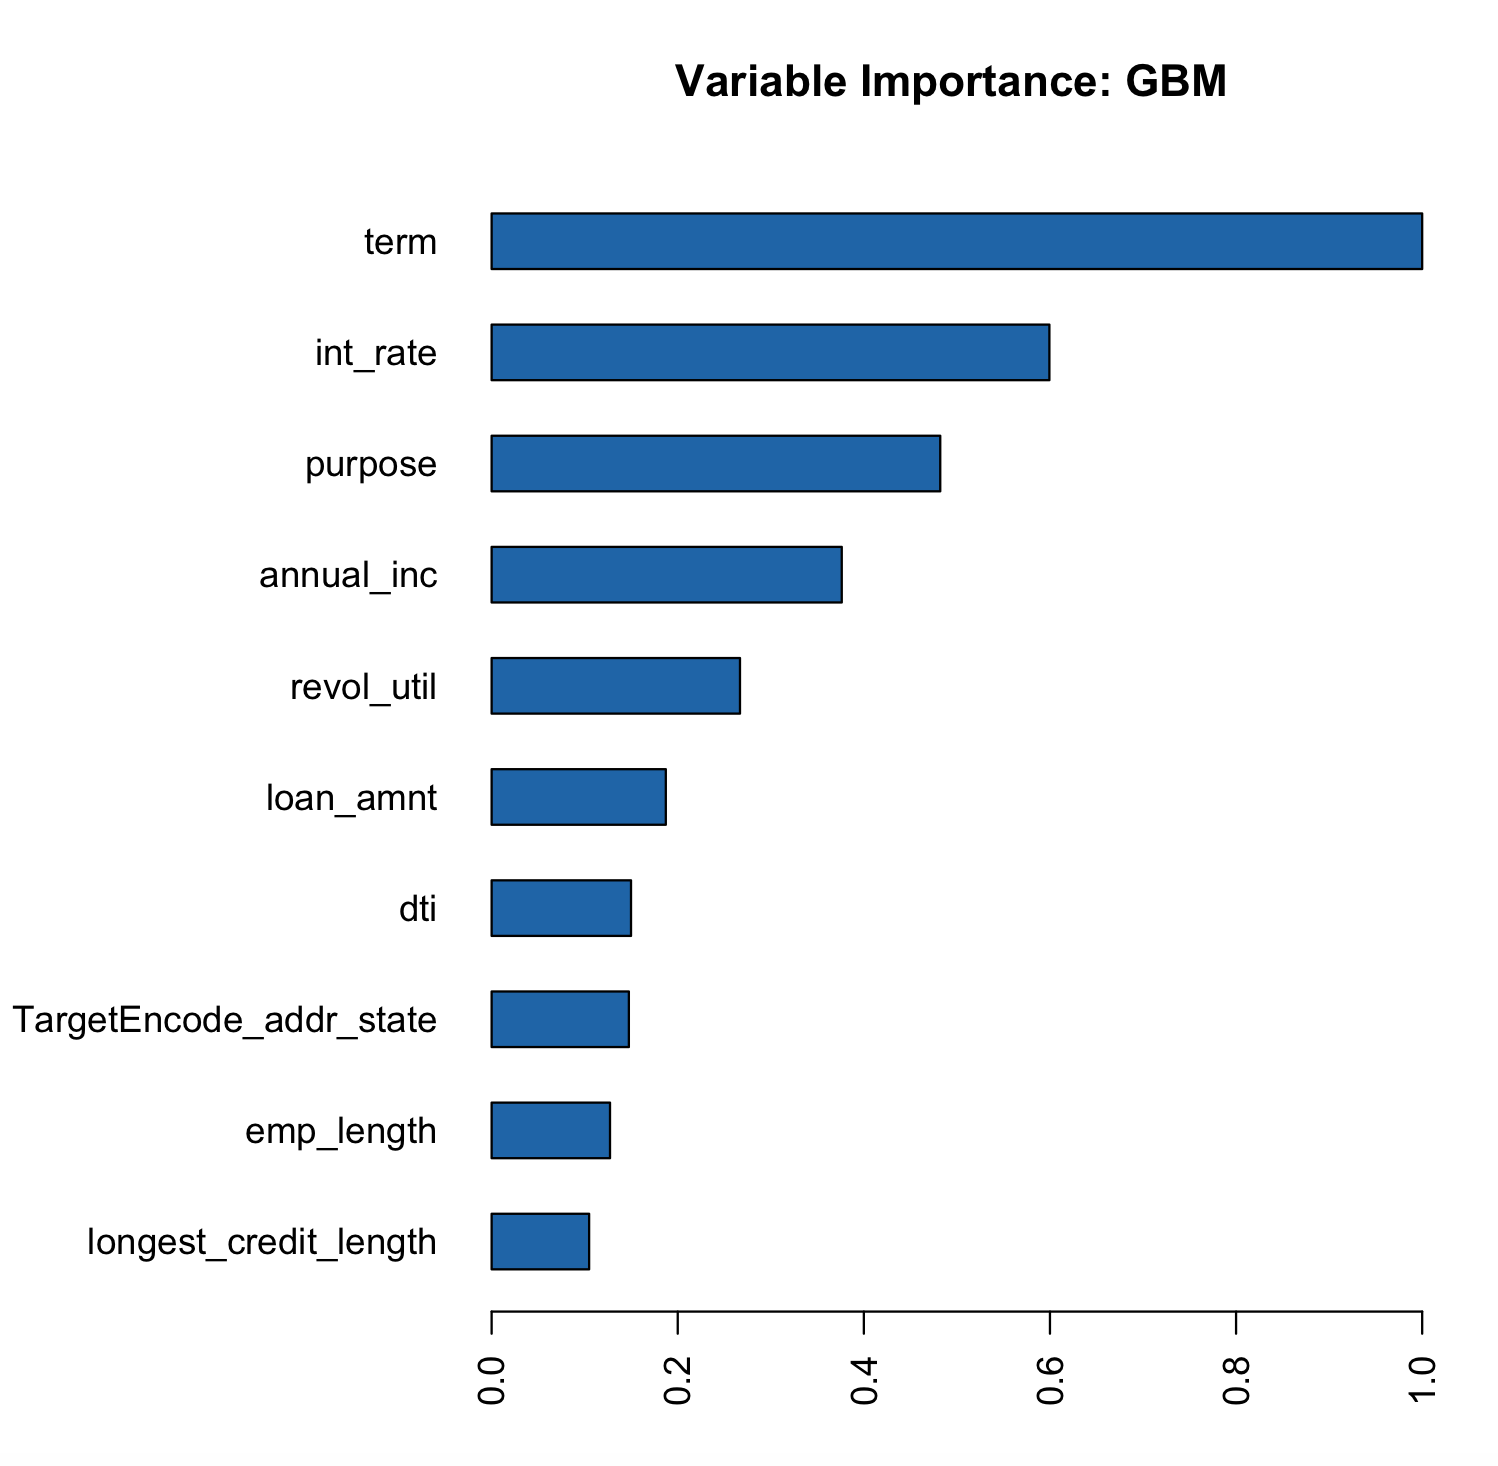 Variable Importance: GBM
term
int_rate
purpose
annual_inc
revol_util
loan_amnt
dti
TargetEncode_addr_state
emp_length
longest_credit_length
0.0 0.2 0.4 0.6 0.8 1.0